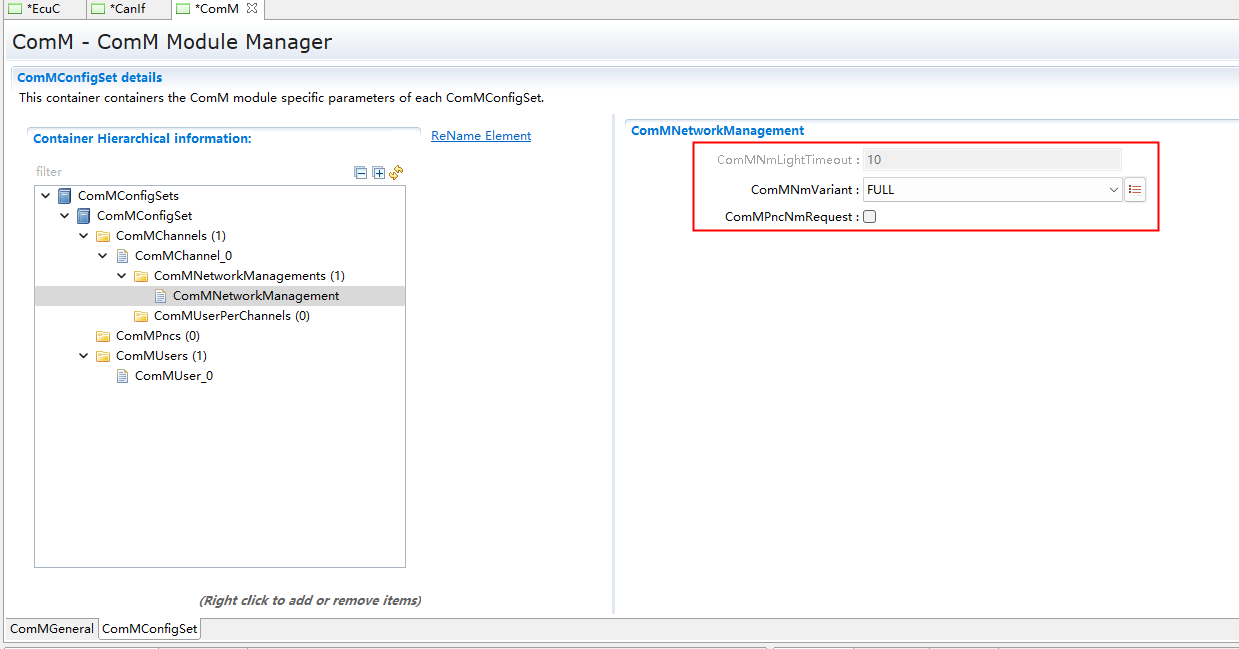 *EcuC *CanIf *ComM
ComM - ComM Module Manager
ComMConfigSet details
This container containers the ComM module specific parameters of each ComMConfigSet.
Container Hierarchical information:
ReName Element
filter
ComMConfigSets
ComMConfigSet
ComMChannels (1)
ComMChannel_0
ComMNetworkManagements (1)
ComMNetworkManagement
ComMUserPerChannels (0)
ComMPncs (0)
ComMUsers (1)
ComMUser_0
(Right click to add or remove items)
ComMNetworkManagement
ComMNmLightTimeout : 10
ComMNmVariant : FULL
ComMPncNmRequest :
ComMGeneral ComMConfigSet